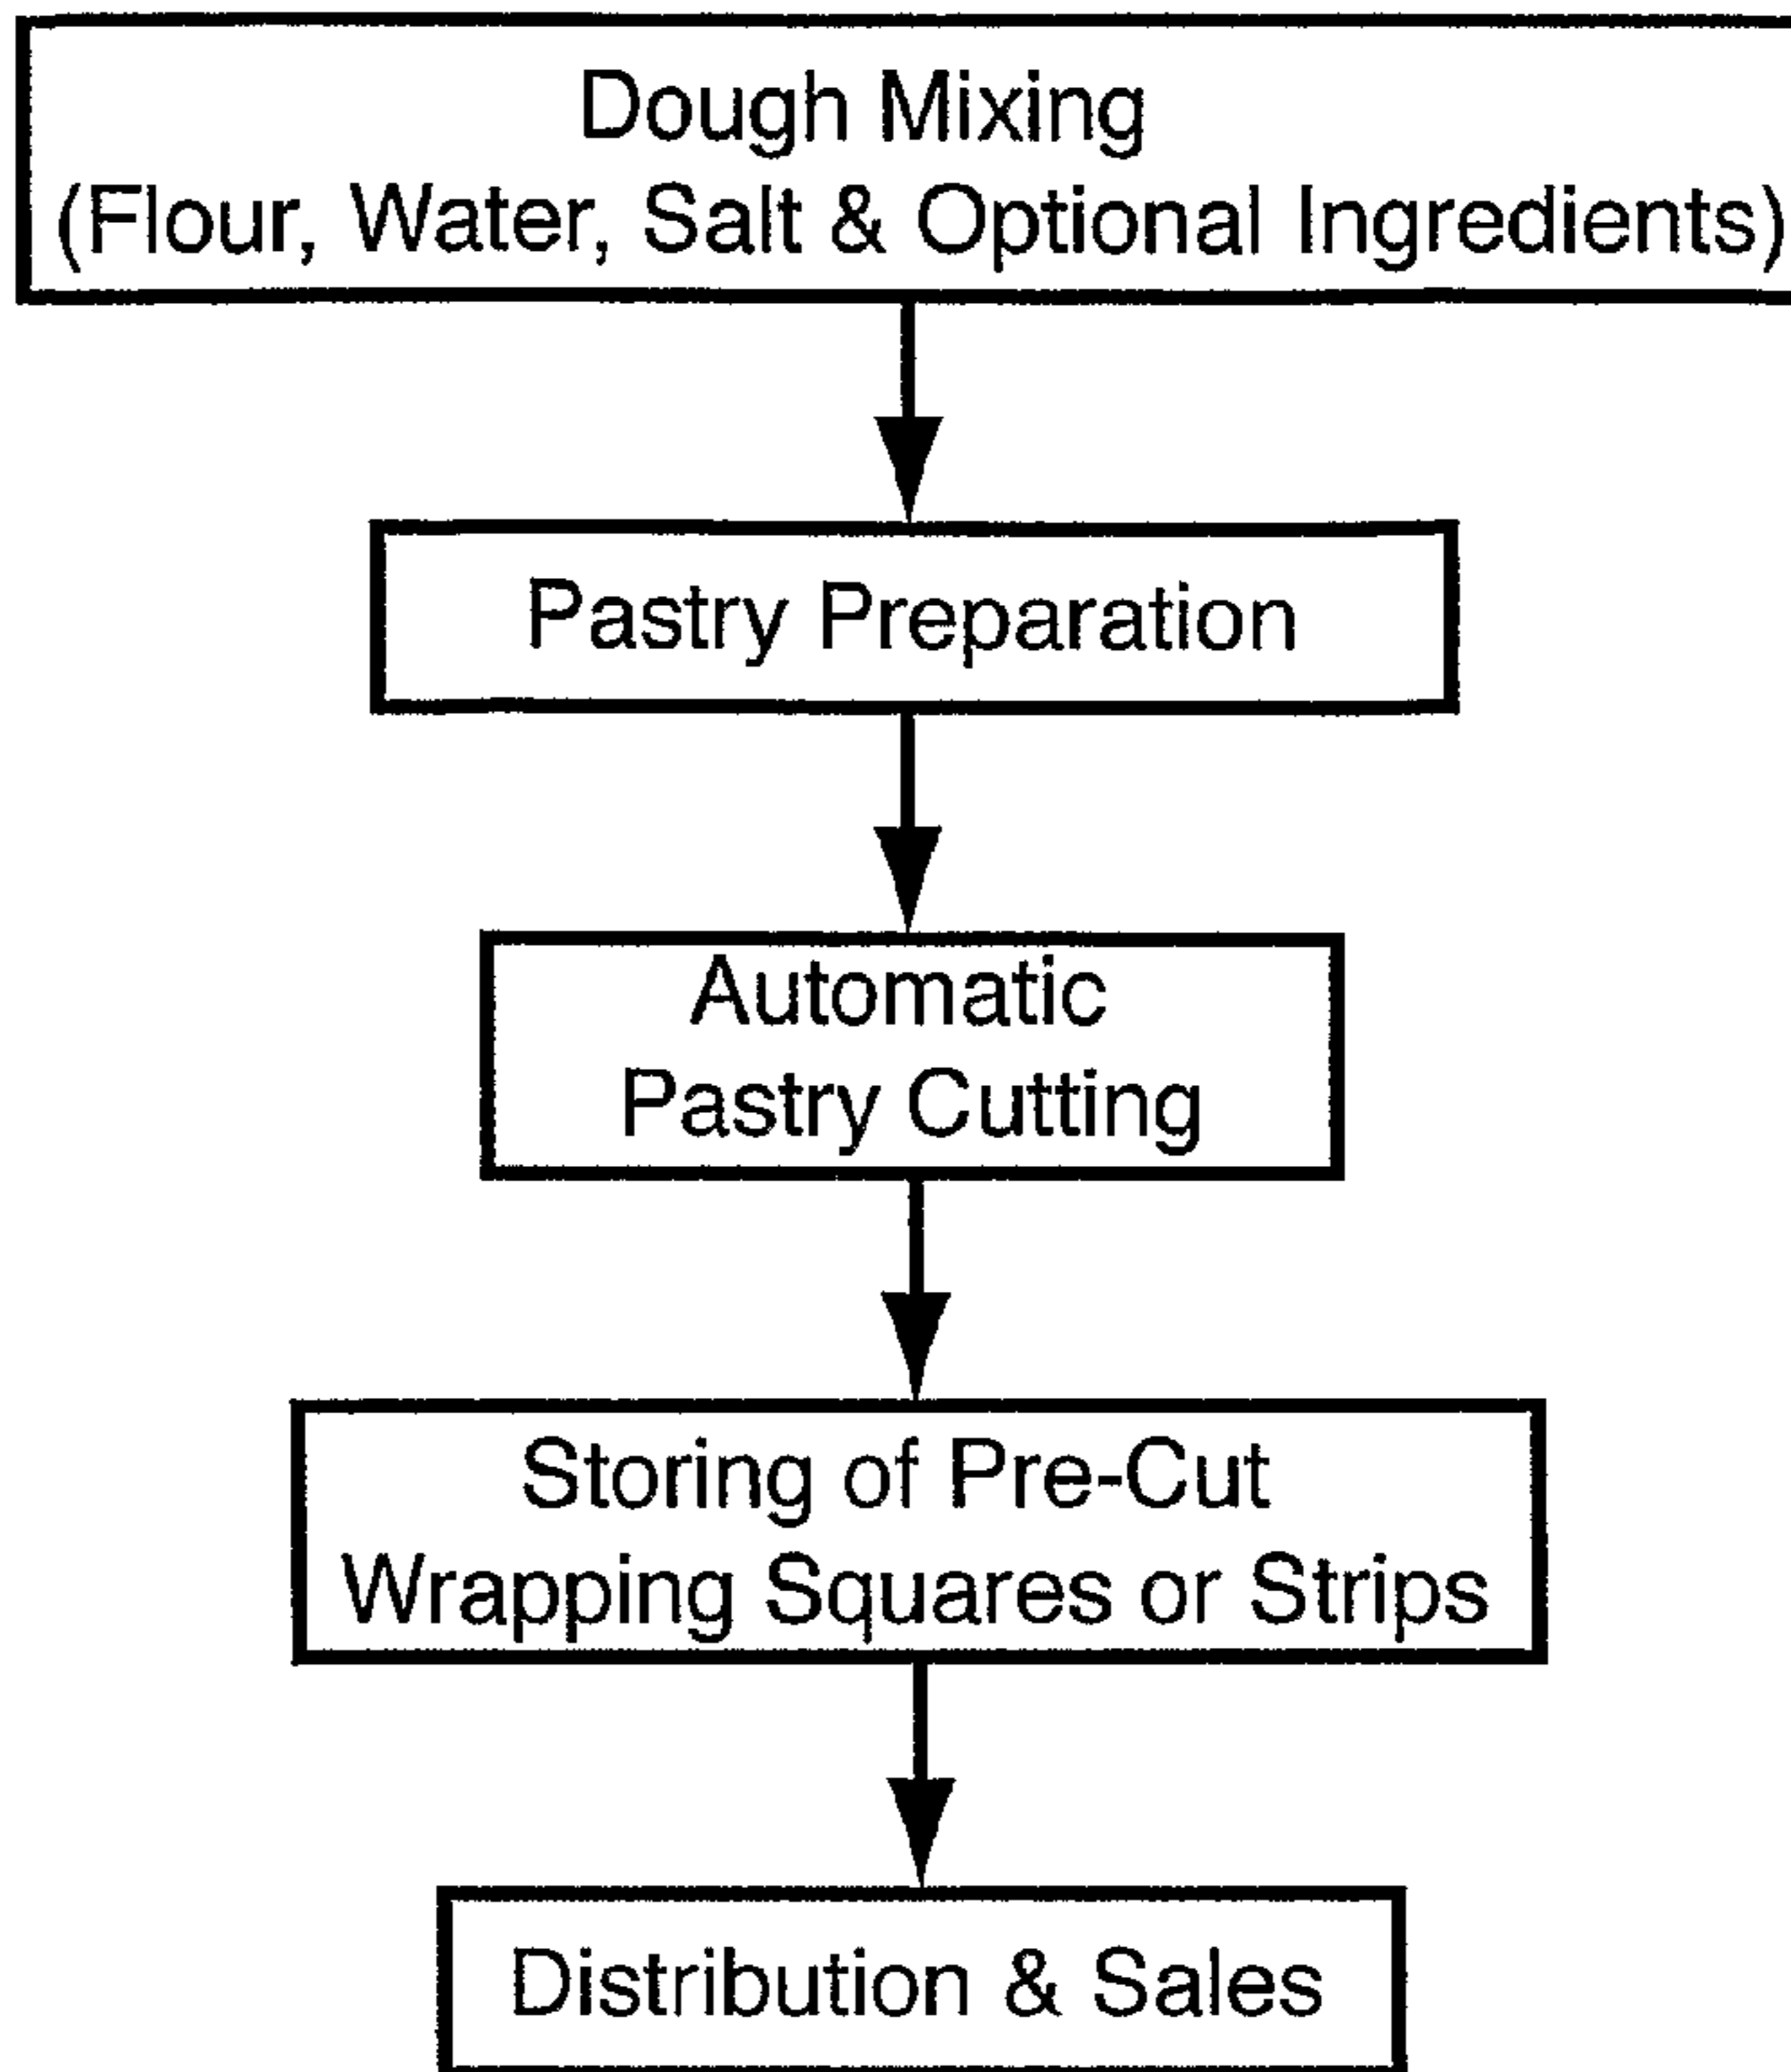 Dough Mixing
(Flour, Water, Salt & Optional Ingredients)
Pastry Preparation
Automatic
Pastry Cutting
Storing of Pre-Cut
Wrapping Squares or Strips
Distribution & Sales